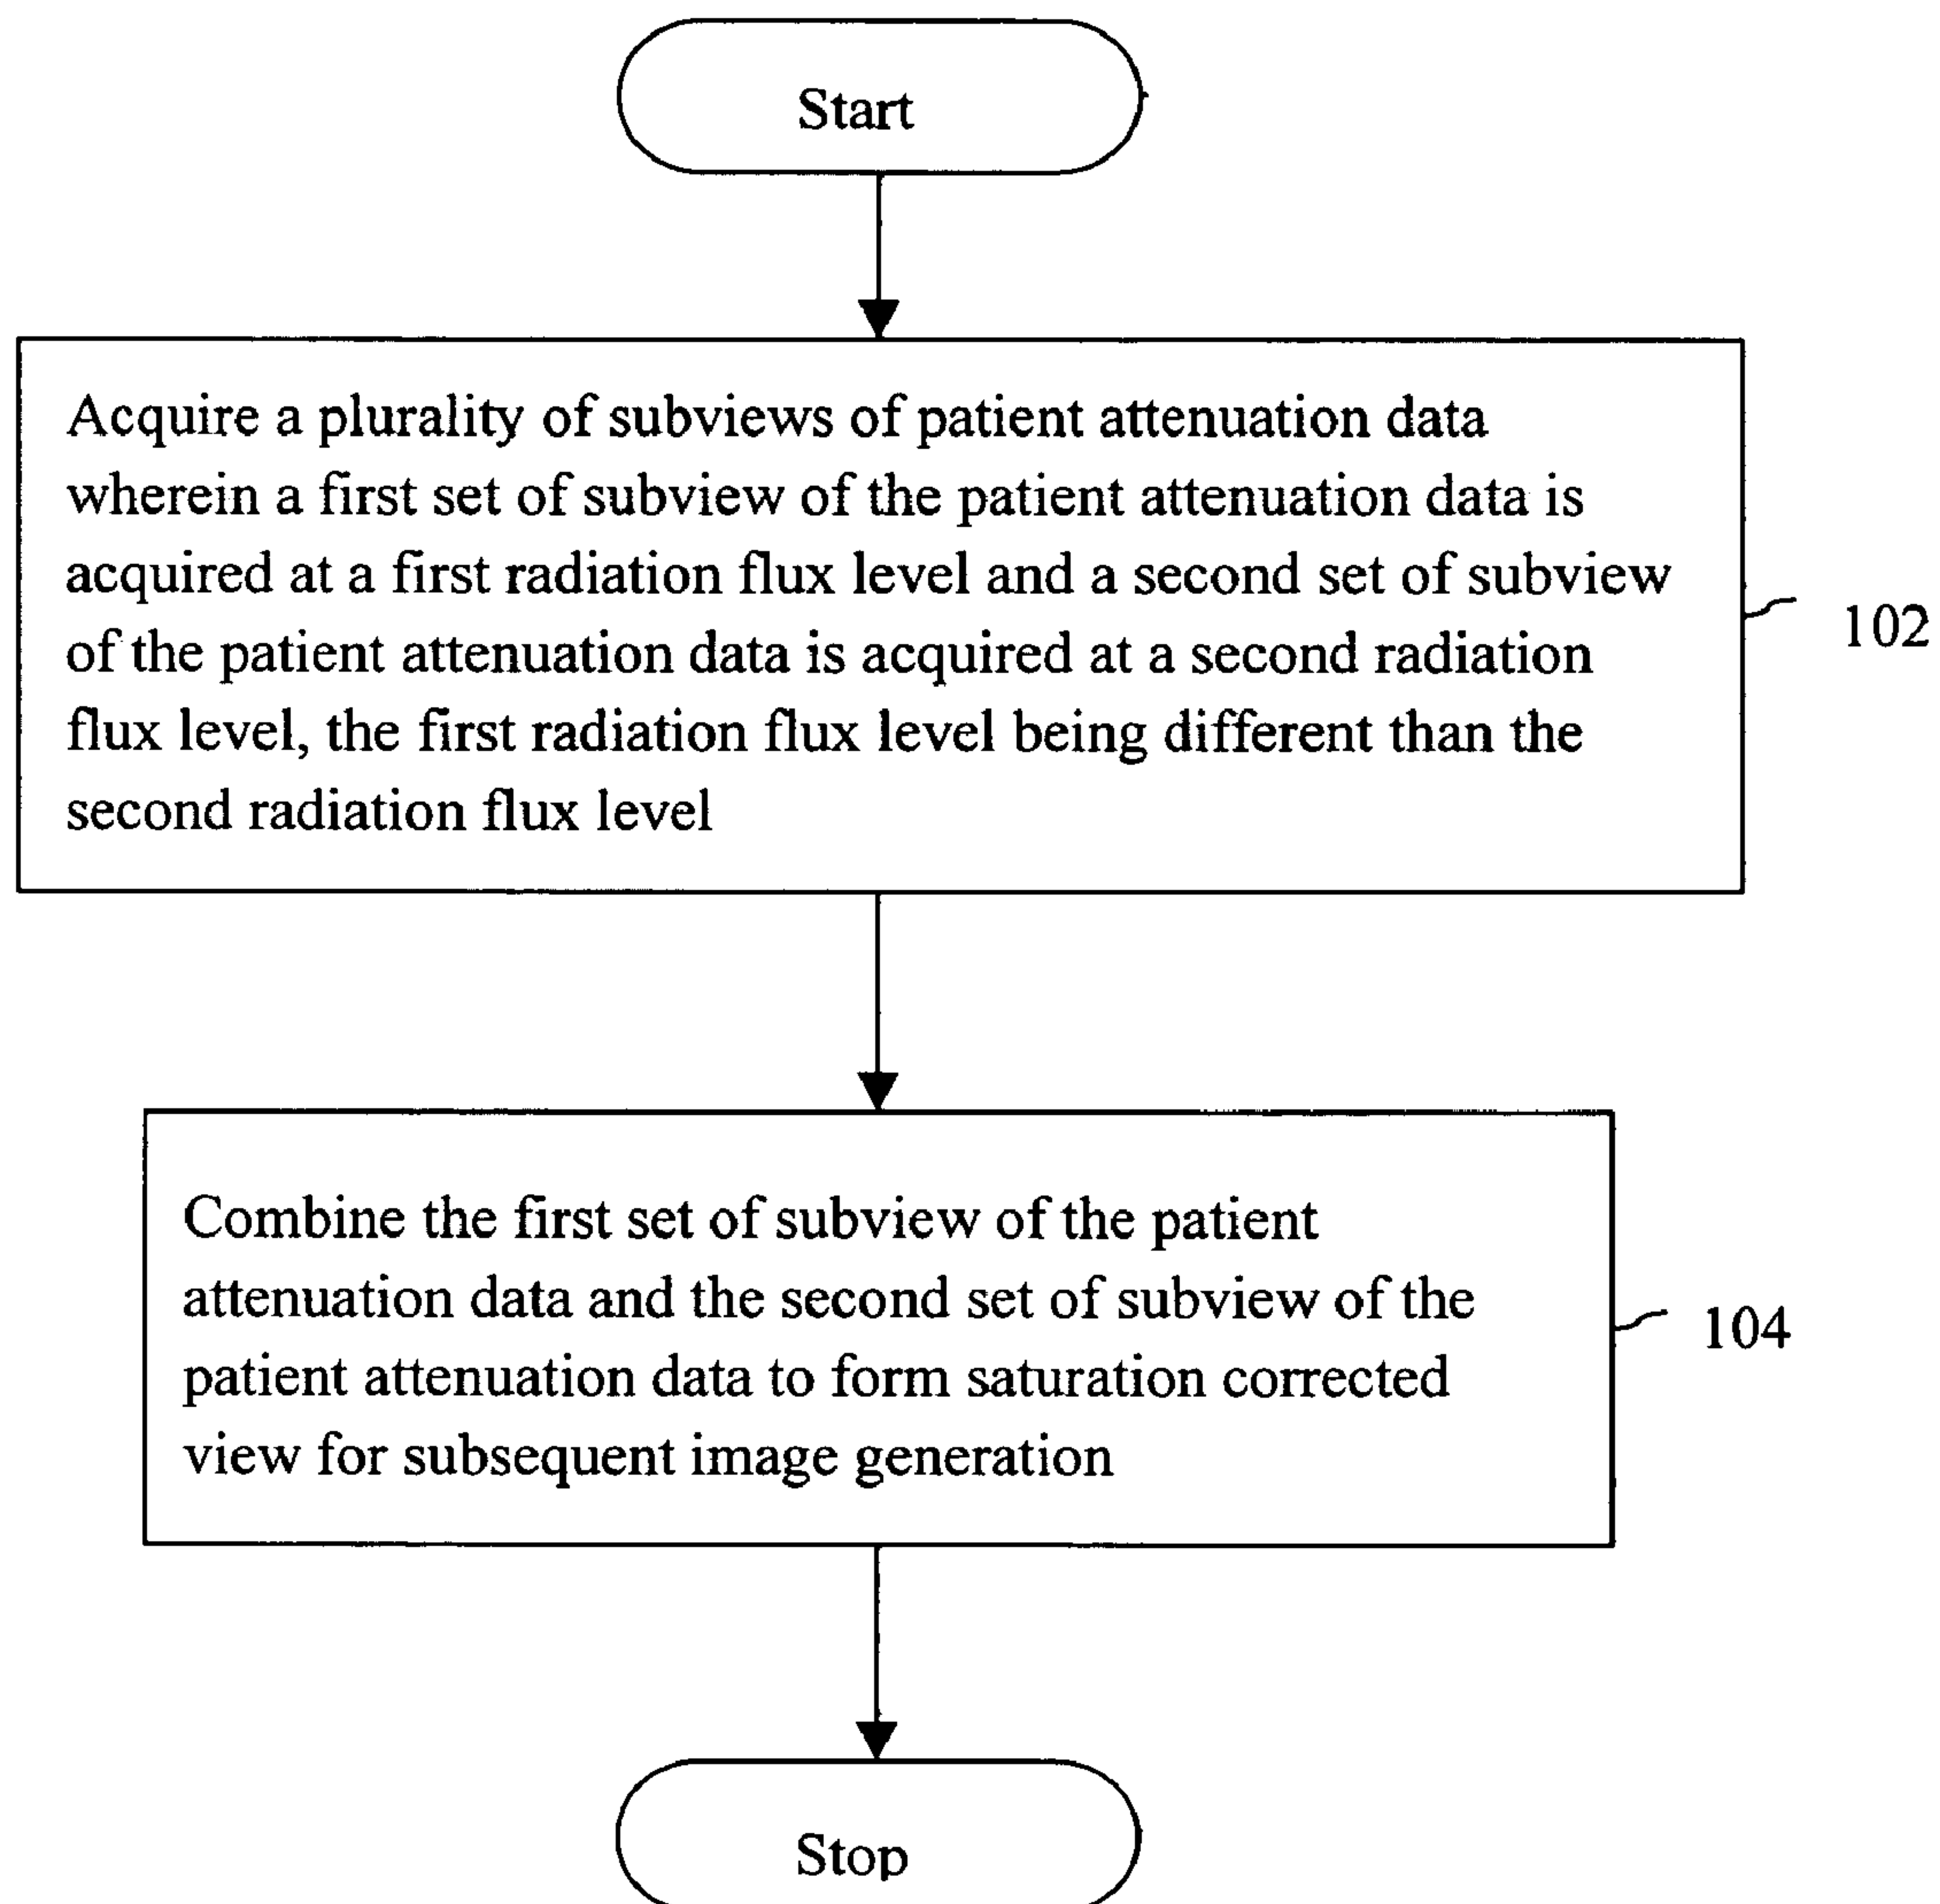 Start
Acquire a plurality of subviews of patient attenuation data
wherein a first set of subview of the patient attenuation data is
acquired at a first radiation flux level and a second set of subview
of the patient attenuation data is acquired at a second radiation
flux level, the first radiation flux level being different than the
second radiation flux level
102
Combine the first set of subview of the patient
attenuation data and the second set of subview of the
patient attenuation data to form saturation corrected
view for subsequent image generation
104
Stop